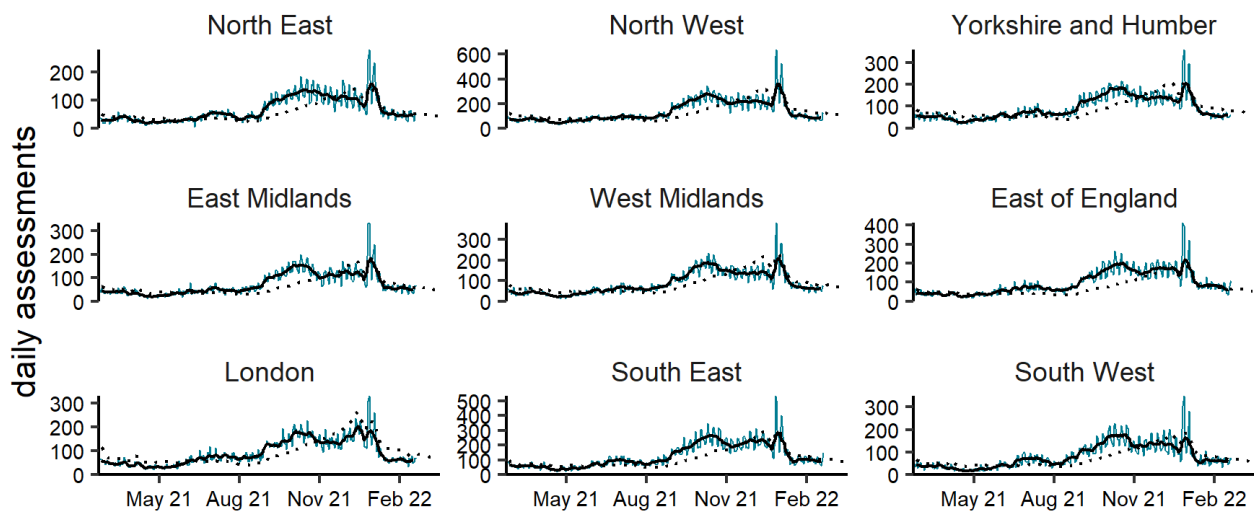 North East
North West
Yorkshire and Humber
200
100
0
600
400
200
0
300
200
100
0
daily assessments
East Midlands
West Midlands
East of England
300
200
100
0
300
200
100
0
400
300
200
100
0
London
South East
South West
300
200
100
0
500
400
300
200
100
0
300
200
100
0
May 21 Aug 21 Nov 21 Feb 22
May 21 Aug 21 Nov 21 Feb 22
May 21 Aug 21 Nov 21 Feb 22